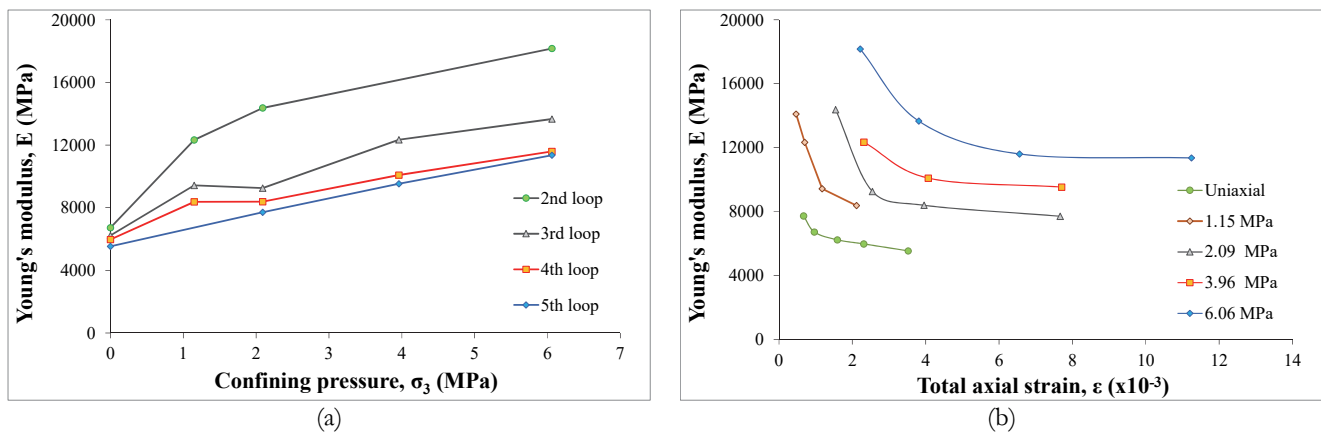 20000
16000
12000
8000
4000
0
Young's modulus, E (MPa)
0 1 2 3 4 5 6 7
Confining pressure, σ3 (MPa)
2nd loop
3rd loop
4th loop
5th loop
(a)
20000
16000
12000
8000
4000
0
Young's modulus, E (MPa)
0 2 4 6 8 10 12 14
Total axial strain, ε (x10-3)
Uniaxial
1.15 MPa
2.09 MPa
3.96 MPa
6.06 MPa
(b)